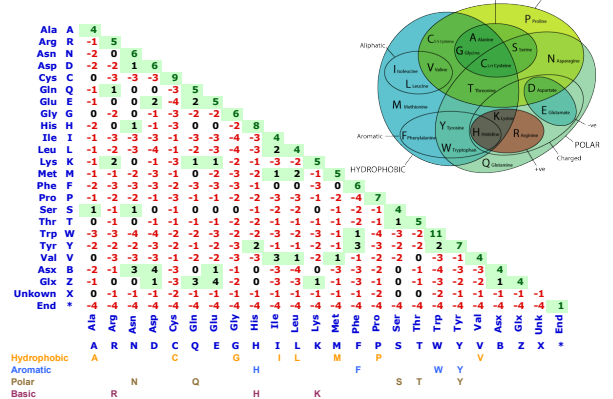 Ala A 4
Arg R -1 5
Asn N -2 0 6
Asp D -2 -2 1 6
Cys C 0 -3 -3 -3 9
Gln Q -1 1 0 0 -3 5
Glu E -1 0 0 2 -4 2 5
Gly G 0 -2 0 -1 -3 -2 -2 6
His H -2 0 1 -1 -3 0 0 -2 8
Ile I -1 -3 -3 -3 -1 -3 -3 -4 -3 4
Leu L -1 -2 -3 -4 -1 -2 -3 -4 -3 2 4
Lys K -1 2 0 -1 -3 1 1 -2 -1 -3 -2 5
Met M -1 -1 -2 -3 -1 0 -2 -3 -2 1 2 -1 5
Phe F -2 -3 -3 -3 -2 -3 -3 -3 -1 0 0 -3 0 6
Pro P -1 -2 -2 -1 -3 -1 -1 -2 -2 -3 -3 -1 -2 -4 7
Ser S 1 -1 1 0 -1 0 0 0 -1 -2 -2 0 -1 -2 -1 4
Thr T 0 -1 0 -1 -1 -1 -1 -2 -2 -1 -1 -1 -1 -2 -1 1 5
Trp W -3 -3 -4 -4 -2 -2 -3 -2 -2 -3 -2 -3 -1 1 -4 -3 -2 11
Tyr Y -2 -2 -2 -3 -2 -1 -2 -3 2 -1 -1 -2 -1 3 -3 -2 -2 2 7
Val V 0 -3 -3 -3 -1 -2 -2 -3 -3 3 1 -2 1 -1 -2 -2 0 -3 -1 4
Asx B -2 -1 3 4 -3 0 1 -1 0 -3 -4 0 -3 -3 -2 0 -1 -4 -3 -3 4
Glx Z -1 0 0 1 -3 3 4 -2 0 -3 -3 1 -1 -3 -1 0 -1 -3 -2 -2 1 4
Unkown X 0 -1 -1 -1 -2 -1 -1 -1 -1 -1 -1 -1 -1 -1 -2 0 0 -2 -1 -1 -1 -1 -1
End * -4 -4 -4 -4 -4 -4 -4 -4 -4 -4 -4 -4 -4 -4 -4 -4 -4 -4 -4 -4 -4 -4 -4 1
Ala Arg Asn Asp Cys Gln Glu Gly His Ile Leu Lys Met Phe Pro Ser Thr Trp Tyr Val Asx Glx Unk End
A R N D C Q E G H I L K M F P S T W Y V B Z X *
Hydrophobic A C G I L M P V
Aromatic H F W Y
Polar N Q S T Y
Basic R H K
P Proline
A Alanine
S Serine
G Glycine
N Asparagine
Aliphatic
I Isoleucine
V Valine
L Leucine
T Threonine
D Aspartate
M Methionine
E Glutamate
K Lysine
Y Tyrosine
-ve
Aromatic
F Phenylalanine
H Histidine
R Arginine
POLAR
W Tryptophan
Charged
HYDROPHOBIC
Q Glutamine
+ve